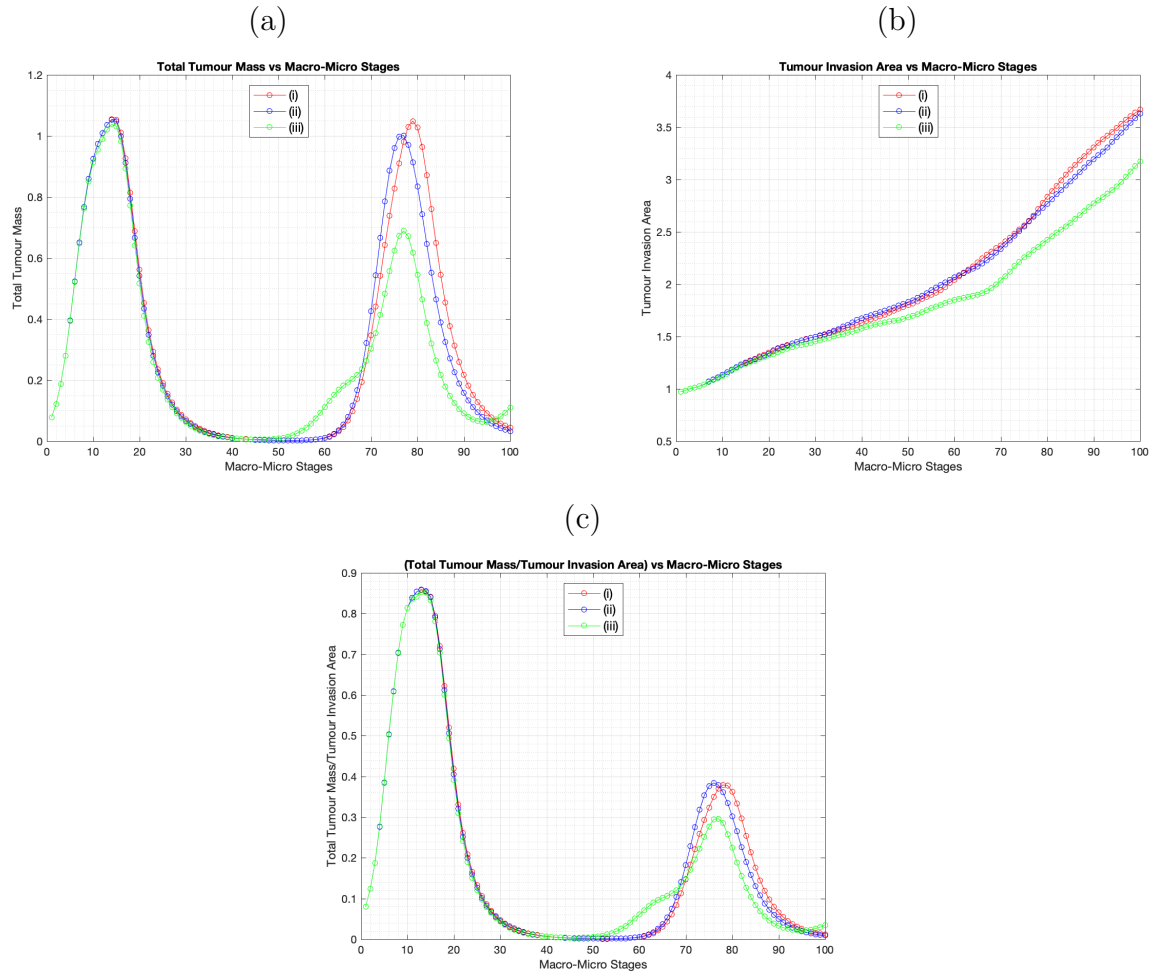 (a)
Total Tumour Mass vs Macro-Micro Stages
Total Tumour Mass
1.2
1
0.8
0.6
0.4
0.2
0
(i)
(ii)
(iii)
0 10 20 30 40 50 60 70 80 90 100
Macro-Micro Stages
(b)
Tumour Invasion Area vs Macro-Micro Stages
Tumour Invasion Area
4
3.5
3
2.5
2
1.5
1
0.5
(i)
(ii)
(iii)
0 10 20 30 40 50 60 70 80 90 100
Macro-Micro Stages
(c)
(Total Tumour Mass/Tumour Invasion Area) vs Macro-Micro Stages
Total Tumour Mass/Tumour Invasion Area
0.9
0.8
0.7
0.6
0.5
0.4
0.3
0.2
0.1
0
(i)
(ii)
(iii)
0 10 20 30 40 50 60 70 80 90 100
Macro-Micro Stages